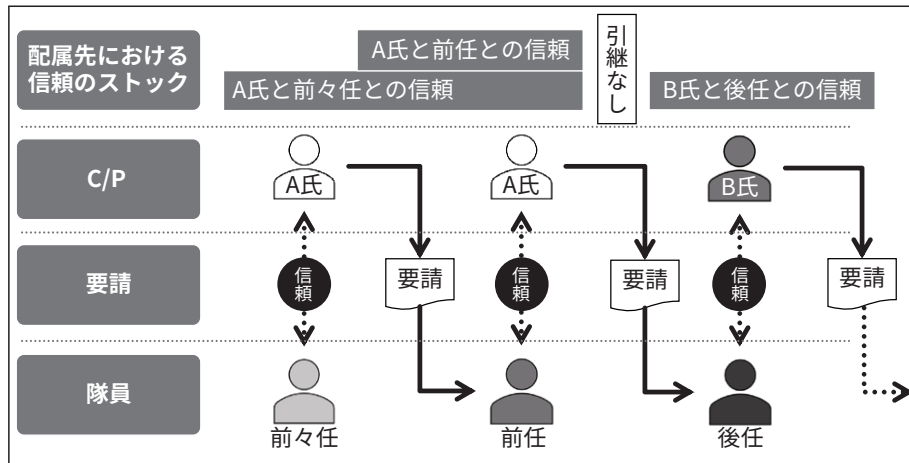 配属先における
信頼のストック
A氏と前任との信頼
A氏と前々任との信頼
引継なし
B氏と後任との信頼
C/P
A氏
A氏
B氏
要請
信頼
要請
信頼
要請
信頼
要請
隊員
前々任
前任
後任